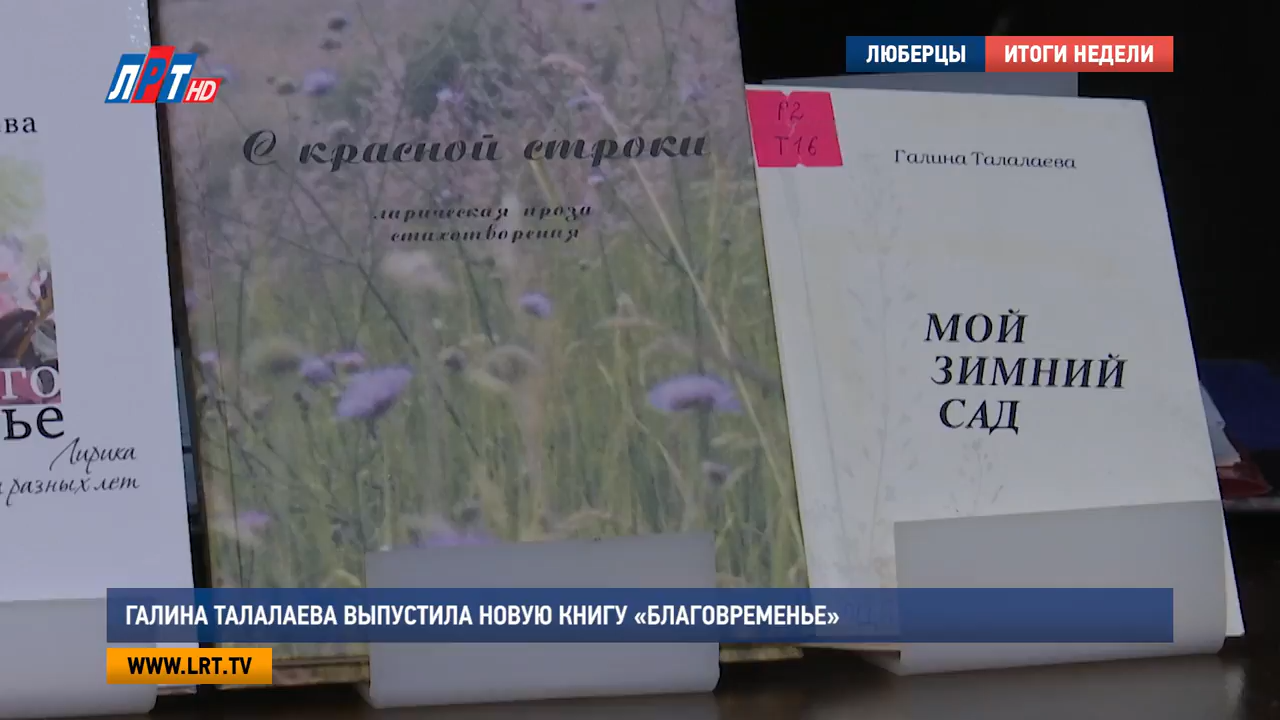 ЛРТ HD
ЛЮБЕРЦЫ ИТОГИ НЕДЕЛИ
ва
го
ье
Лирика
разных лет
С красной строки
лирическая проза
стихотворения
Р2
Т16
Галина Талалаева
МОЙ
ЗИМНИЙ
САД
ГАЛИНА ТАЛАЛАЕВА ВЫПУСТИЛА НОВУЮ КНИГУ «БЛАГОВРЕМЕНЬЕ»
WWW.LRT.TV